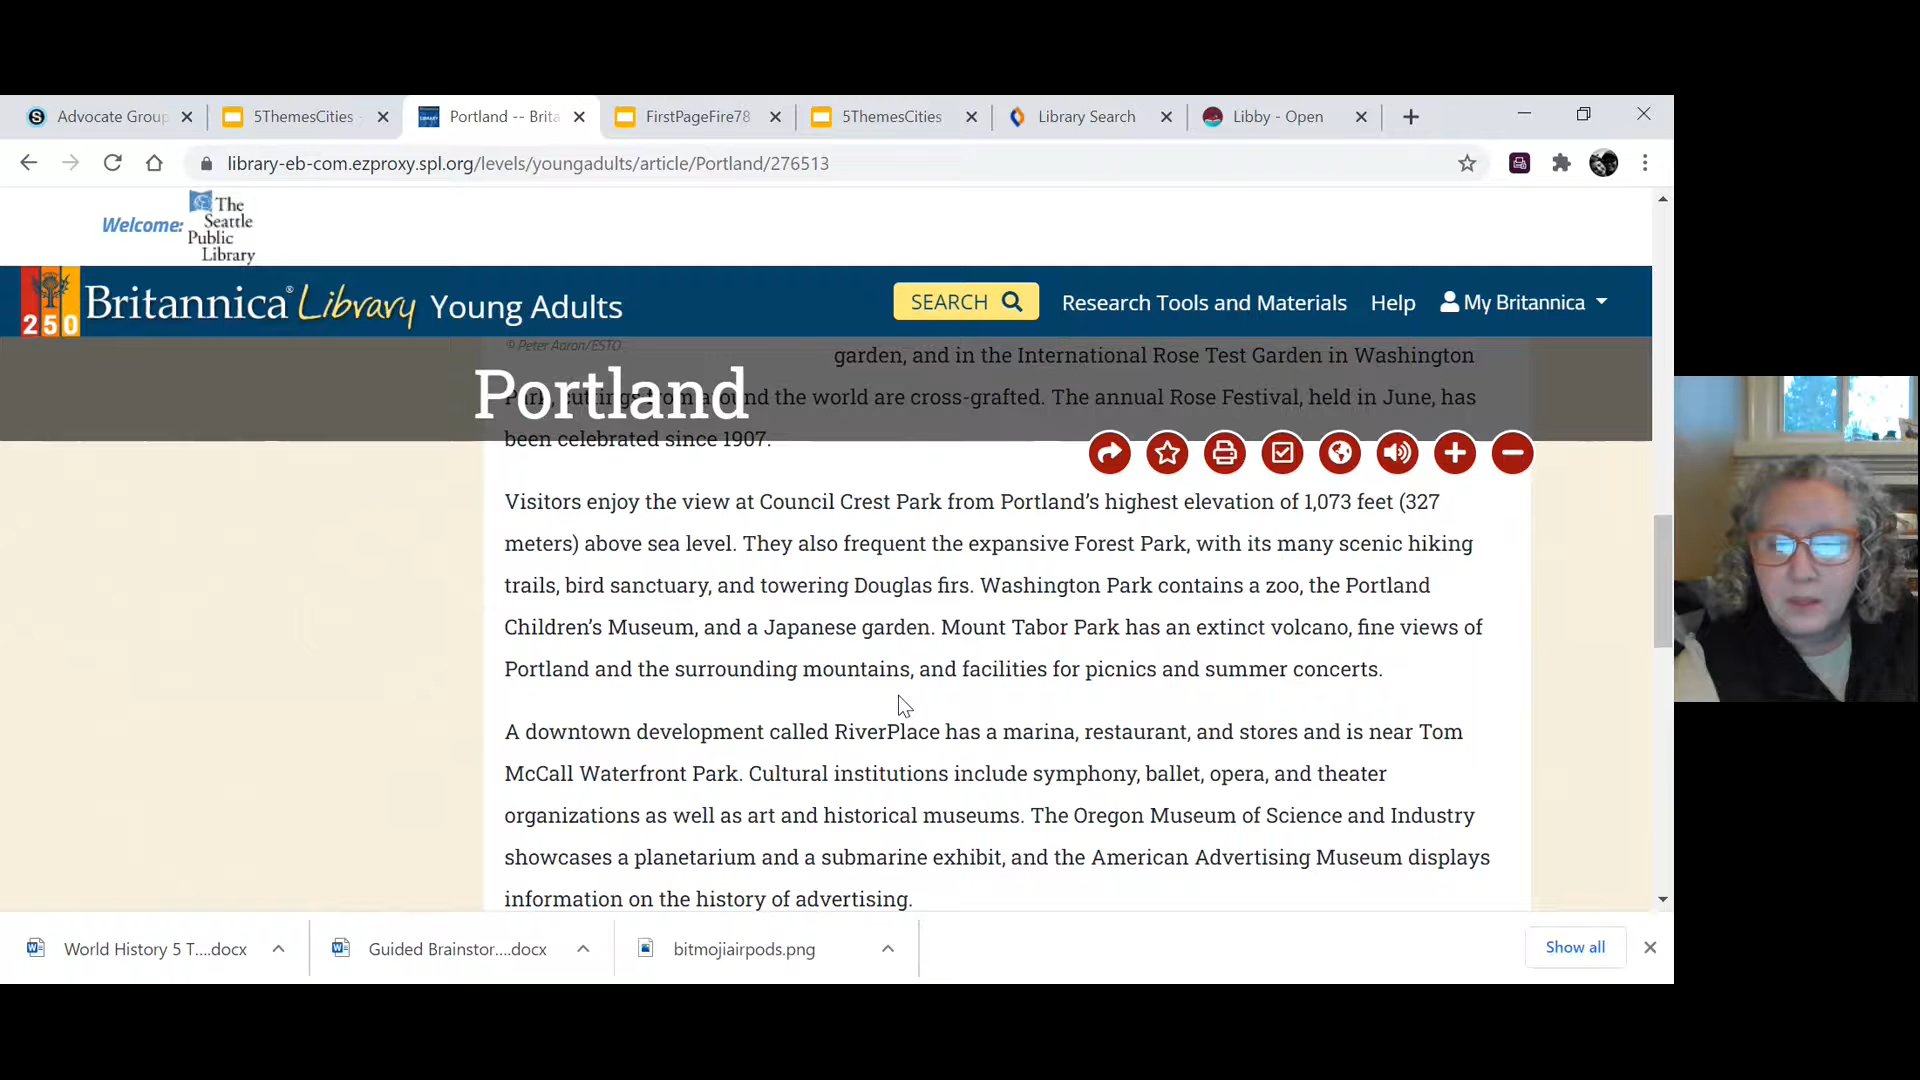 Advocate Group
5ThemesCities
Portland -- Brita
FirstPageFire78
5ThemesCities
Library Search
Libby - Open
library-eb-com.ezproxy.spl.org/levels/youngadults/article/Portland/276513
Welcome:
The
Seattle
Public
Library
250
Britannica® Library Young Adults
SEARCH
Research Tools and Materials
Help
My Britannica
© Peter Aaron/ESTO
garden, and in the International Rose Test Garden in Washington
Portland
Park, cuttings from around the world are cross-grafted. The annual Rose Festival, held in June, has
been celebrated since 1907.
Visitors enjoy the view at Council Crest Park from Portland’s highest elevation of 1,073 feet (327
meters) above sea level. They also frequent the expansive Forest Park, with its many scenic hiking
trails, bird sanctuary, and towering Douglas firs. Washington Park contains a zoo, the Portland
Children’s Museum, and a Japanese garden. Mount Tabor Park has an extinct volcano, fine views of
Portland and the surrounding mountains, and facilities for picnics and summer concerts.
A downtown development called RiverPlace has a marina, restaurant, and stores and is near Tom
McCall Waterfront Park. Cultural institutions include symphony, ballet, opera, and theater
organizations as well as art and historical museums. The Oregon Museum of Science and Industry
showcases a planetarium and a submarine exhibit, and the American Advertising Museum displays
information on the history of advertising.
World History 5 T....docx
Guided Brainstor....docx
bitmojiairpods.png
Show all